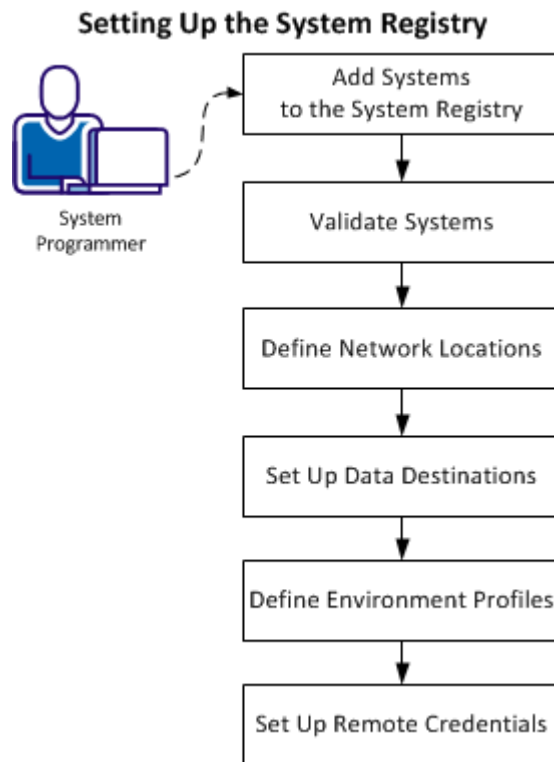 Setting Up the System Registry
Add Systems
to the System Registry
System
Programmer
Validate Systems
Define Network Locations
Set Up Data Destinations
Define Environment Profiles
Set Up Remote Credentials